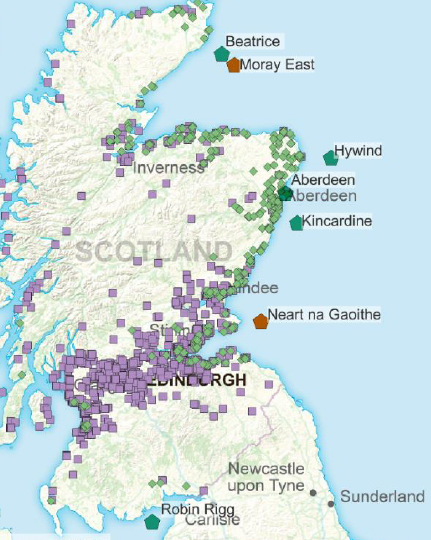 Beatrice
Moray East
Inverness
Hywind
Aberdeen
Aberdeen
Kincardine
SCOTLAND
Neart na Gaoithe
EDINBURGH
Newcastle
upon Tyne
Sunderland
Robin Rigg
Carlisle